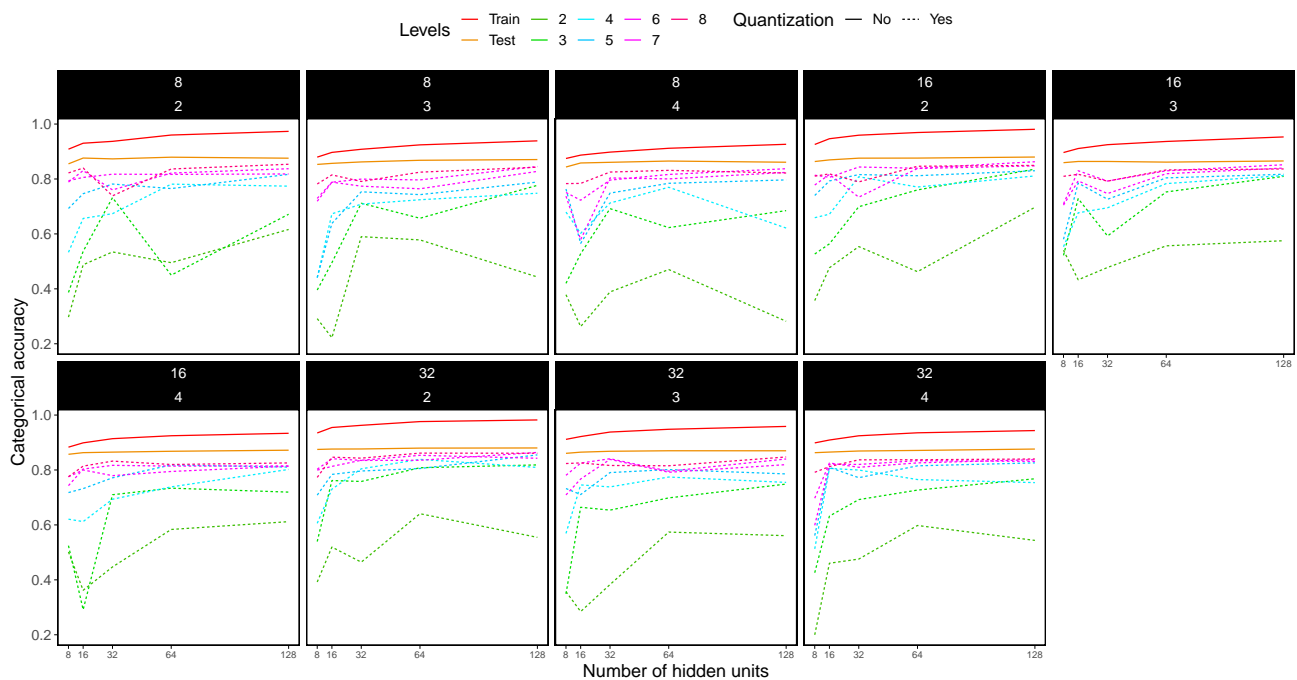 Levels Train 2 4 6 8 Quantization No Yes
Test 3 5 7
8 8 8 16 16
2 3 4 2 3
1.0
0.8
0.6
0.4
0.2
8 16 32 64 128
16 32 32 32
4 2 3 4
1.0
0.8
0.6
0.4
0.2
8 16 32 64 128 8 16 32 64 128 8 16 32 64 128 8 16 32 64 128
Categorical accuracy
Number of hidden units